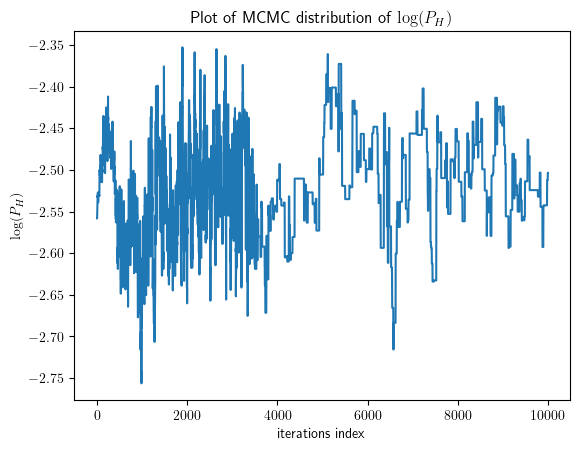 Plot of MCMC distribution of log(P_H)
log(P_H)
−2.35
−2.40
−2.45
−2.50
−2.55
−2.60
−2.65
−2.70
−2.75
0 2000 4000 6000 8000 10000
iterations index